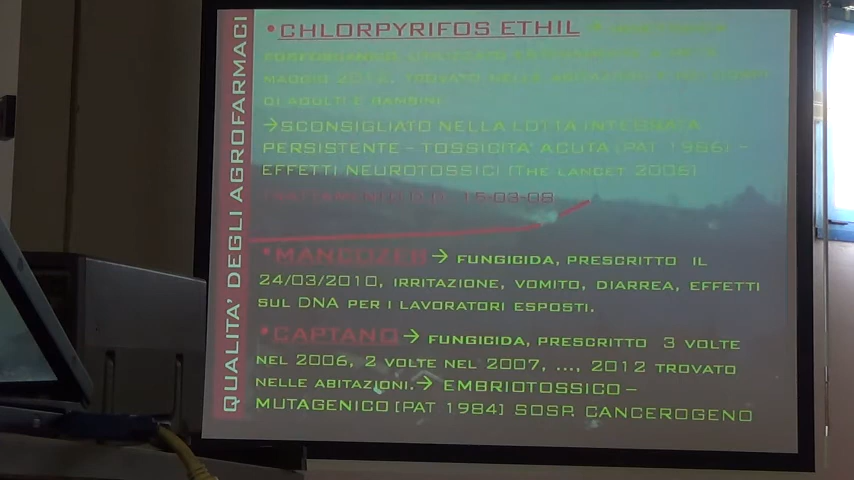 QUALITA' DEGLI AGROFARMACI
•CHLORPYRIFOS ETHIL →
MAGGIO 2012, TROVATO NELLE ABITAZIONI
DI ADULTI E BAMBINI
→SCONSIGLIATO NELLA LOTTA INTEGRATA
PERSISTENTE – TOSSICITA' ACUTA (PAT 1986) –
EFFETTI NEUROTOSSICI (THE LANCET 2006)
15-03-08
•MANCOZEB → FUNGICIDA, PRESCRITTO IL
24/03/2010, IRRITAZIONE, VOMITO, DIARREA, EFFETTI
SUL DNA PER I LAVORATORI ESPOSTI.
•CAPTANO → FUNGICIDA, PRESCRITTO 3 VOLTE
NEL 2006, 2 VOLTE NEL 2007, ..., 2012 TROVATO
NELLE ABITAZIONI.→ EMBRIOTOSSICO–
MUTAGENICO [PAT 1984] SOSP. CANCEROGENO